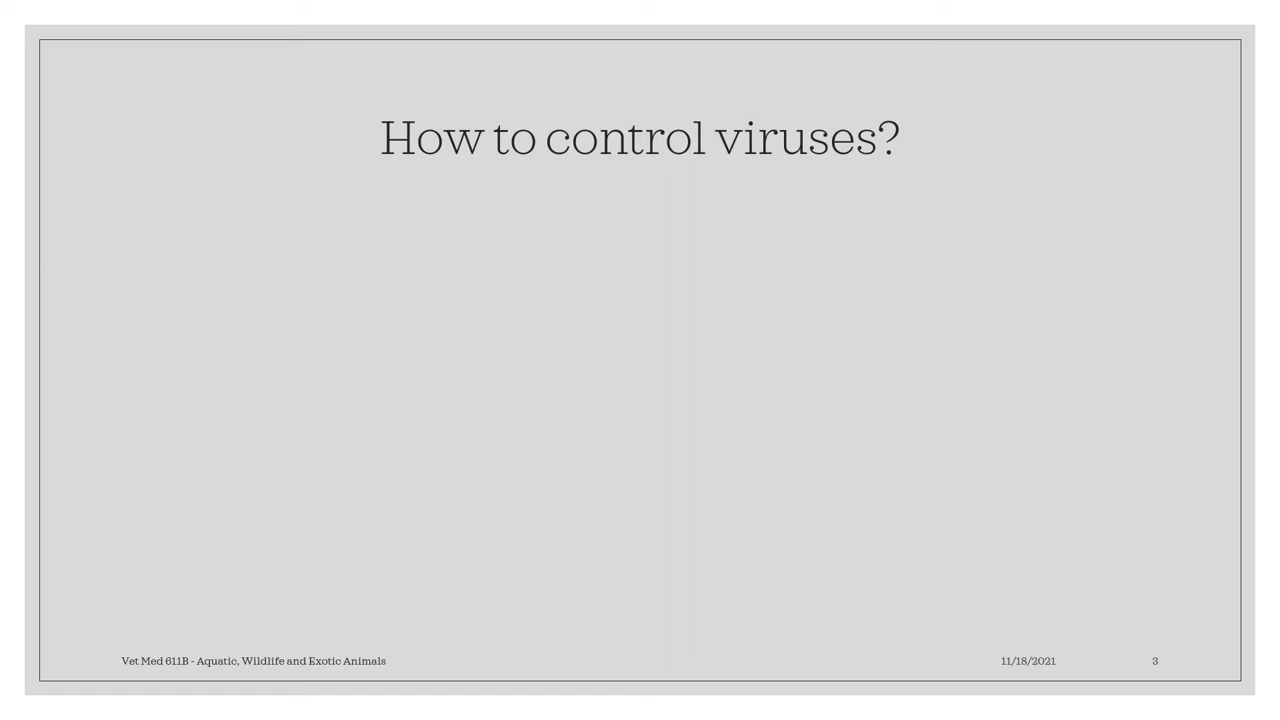 How to control viruses?
Vet Med 611B - Aquatic, Wildlife and Exotic Animals
11/18/2021
3